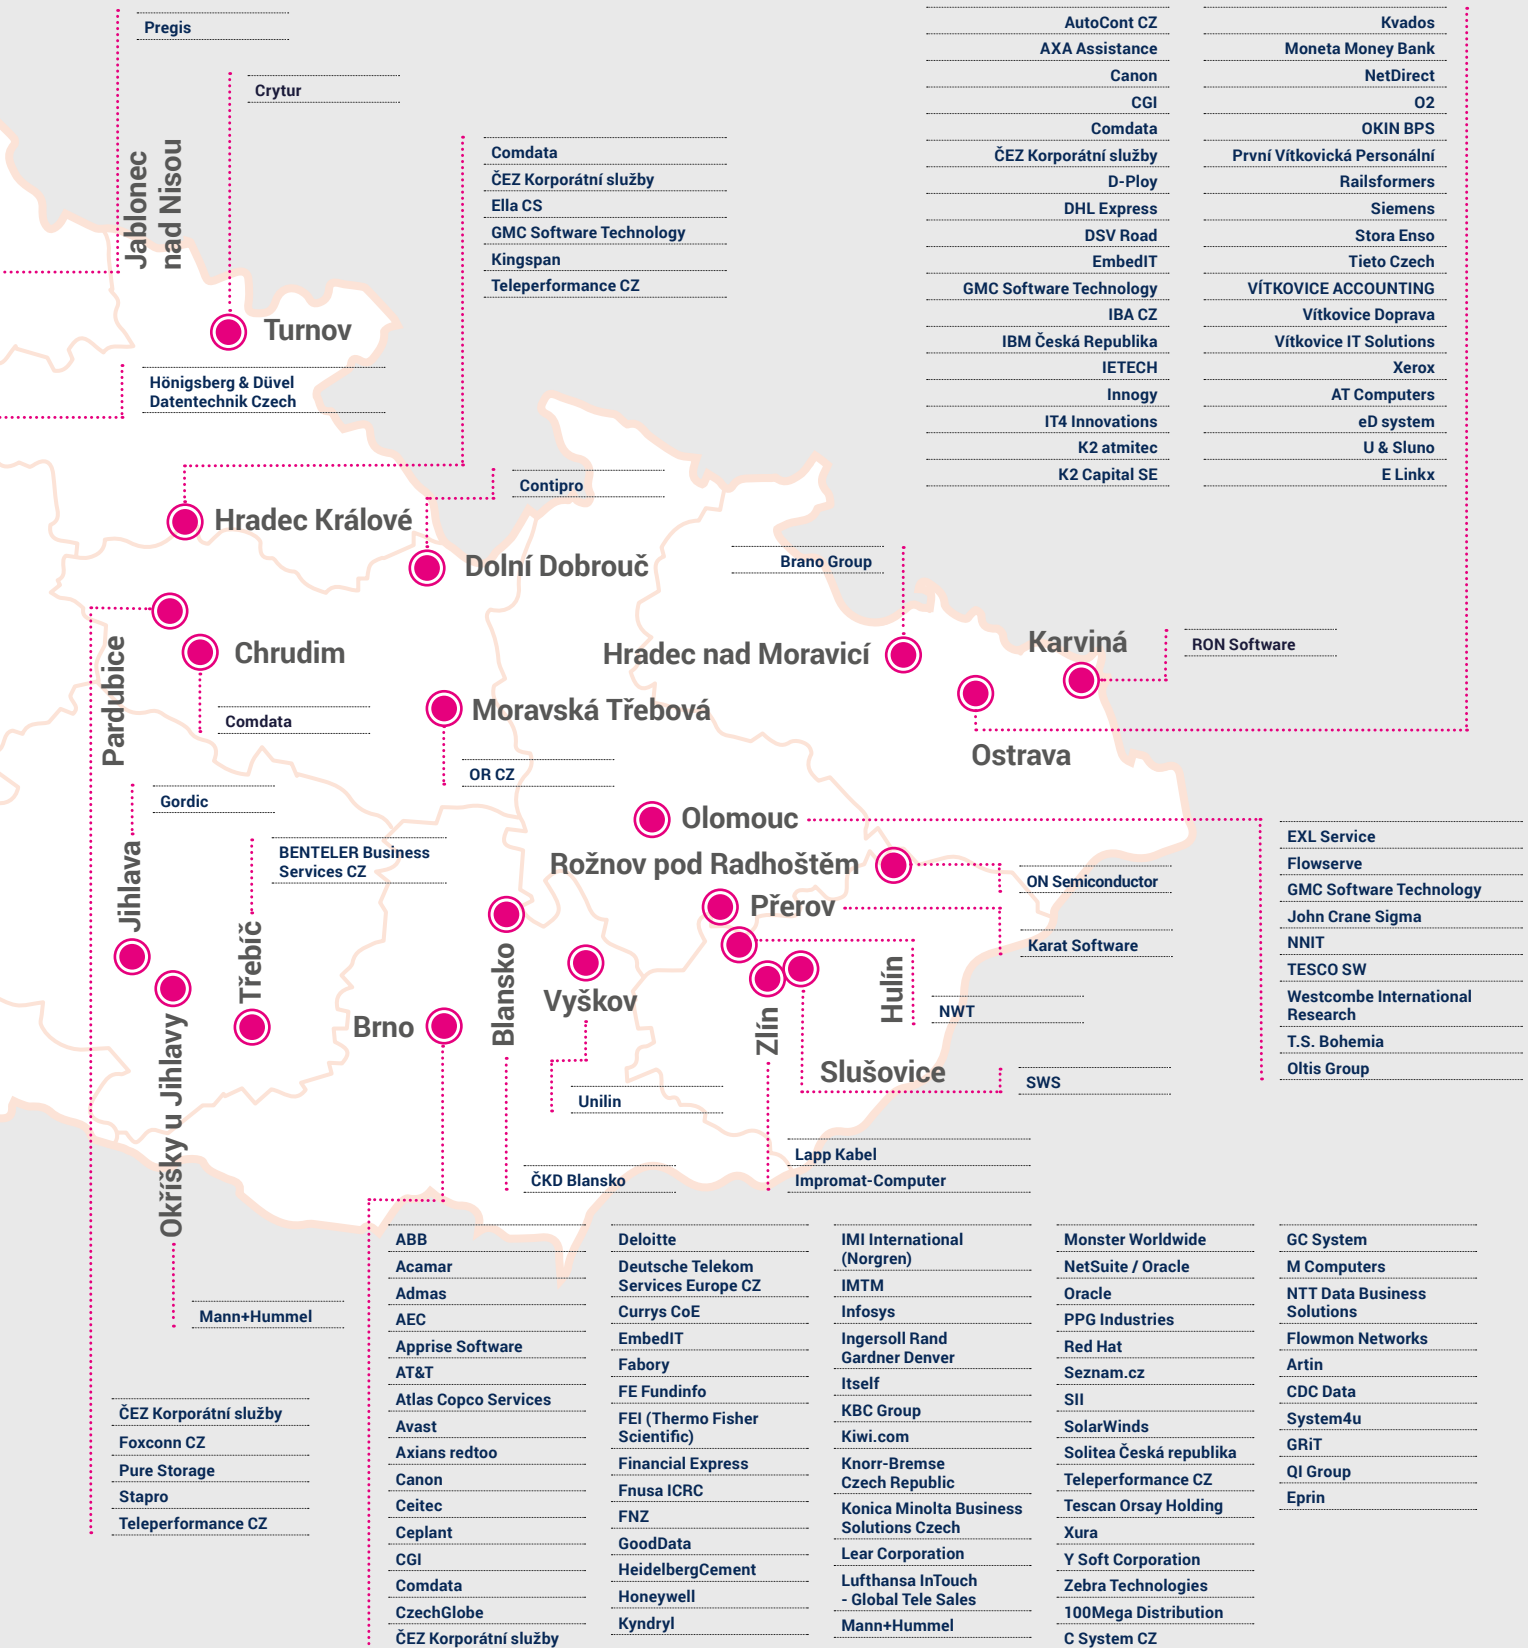 Pregis
Crytur
Jablonec
nad Nisou
Turnov
Hönigsberg & Düvel
Datentechnik Czech
Comdata
ČEZ Korporátní služby
Ella CS
GMC Software Technology
Kingspan
Teleperformance CZ
AutoCont CZ
AXA Assistance
Canon
CGI
Comdata
ČEZ Korporátní služby
D-Ploy
DHL Express
DSV Road
EmbedIT
GMC Software Technology
IBA CZ
IBM Česká Republika
IETECH
Innogy
IT4 Innovations
K2 atmitec
K2 Capital SE
Kvados
Moneta Money Bank
NetDirect
O2
OKIN BPS
První Vítkovická Personální
Railsformers
Siemens
Stora Enso
Tieto Czech
VÍTKOVICE ACCOUNTING
Vítkovice Doprava
Vítkovice IT Solutions
Xerox
AT Computers
eD system
U & Sluno
E Linkx
Hradec Králové
Contipro
Dolní Dobrouč
Brano Group
Hradec nad Moravicí
Karviná
RON Software
Ostrava
Pardubice
Chrudim
Comdata
Moravská Třebová
OR CZ
Gordic
Jihlava
BENTELER Business
Services CZ
Třebíč
Olomouc
EXL Service
Flowserve
GMC Software Technology
John Crane Sigma
NNIT
TESCO SW
Westcombe International
Research
T.S. Bohemia
Oltis Group
Rožnov pod Radhoštěm
ON Semiconductor
Přerov
Karat Software
Hulín
NWT
Zlín
Slušovice
SWS
Lapp Kabel
Impromat-Computer
Vyškov
Unilin
Blansko
ČKD Blansko
Brno
Okříšky u Jihlavy
Mann+Hummel
ČEZ Korporátní služby
Foxconn CZ
Pure Storage
Stapro
Teleperformance CZ
ABB
Acamar
Admas
AEC
Apprise Software
AT&T
Atlas Copco Services
Avast
Axians redtoo
Canon
Ceitec
Ceplant
CGI
Comdata
CzechGlobe
ČEZ Korporátní služby
Deloitte
Deutsche Telekom
Services Europe CZ
Currys CoE
EmbedIT
Fabory
FE Fundinfo
FEI (Thermo Fisher
Scientific)
Financial Express
Fnusa ICRC
FNZ
GoodData
HeidelbergCement
Honeywell
Kyndryl
IMI International
(Norgren)
IMTM
Infosys
Ingersoll Rand
Gardner Denver
Itself
KBC Group
Kiwi.com
Knorr-Bremse
Czech Republic
Konica Minolta Business
Solutions Czech
Lear Corporation
Lufthansa InTouch
- Global Tele Sales
Mann+Hummel
Monster Worldwide
NetSuite / Oracle
Oracle
PPG Industries
Red Hat
Seznam.cz
SII
SolarWinds
Solitea Česká republika
Teleperformance CZ
Tescan Orsay Holding
Xura
Y Soft Corporation
Zebra Technologies
100Mega Distribution
C System CZ
GC System
M Computers
NTT Data Business
Solutions
Flowmon Networks
Artin
CDC Data
System4u
GRiT
QI Group
Eprin